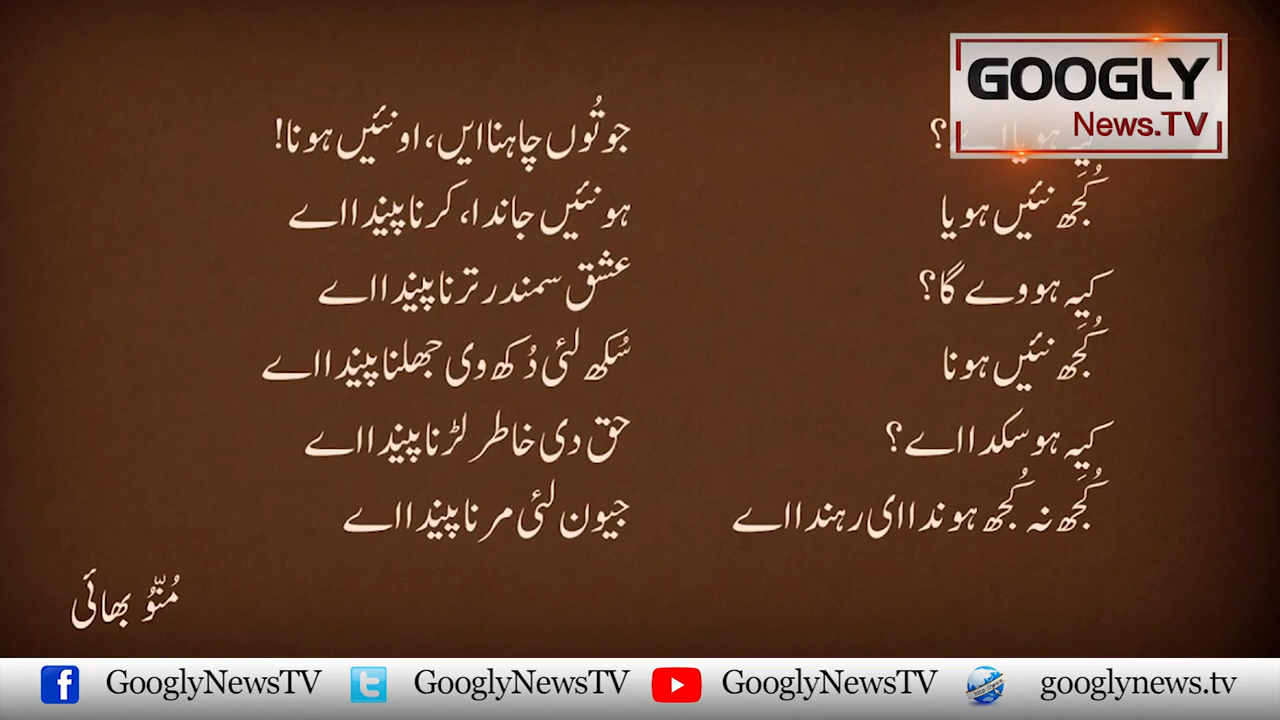 GOOGLY
News.TV
کیہ ہویا اے؟
کُجھ نئیں ہویا
کیہ ہووے گا؟
کُجھ نئیں ہونا
کیہ ہو سکدا اے؟
کُجھ نہ کُجھ ہوندا ای رہندا اے
جو تُوں چاہنا ایں، او نئیں ہونا!
ہو نئیں جاندا، کرنا پیندا اے
عشق سمندر ترنا پیندا اے
سُکھ لئی دُکھ وی جھلنا پیندا اے
حق دی خاطر لڑنا پیندا اے
جیون لئی مرنا پیندا اے
مُنّو بھائی
GooglyNewsTV GooglyNewsTV GooglyNewsTV googlynews.tv